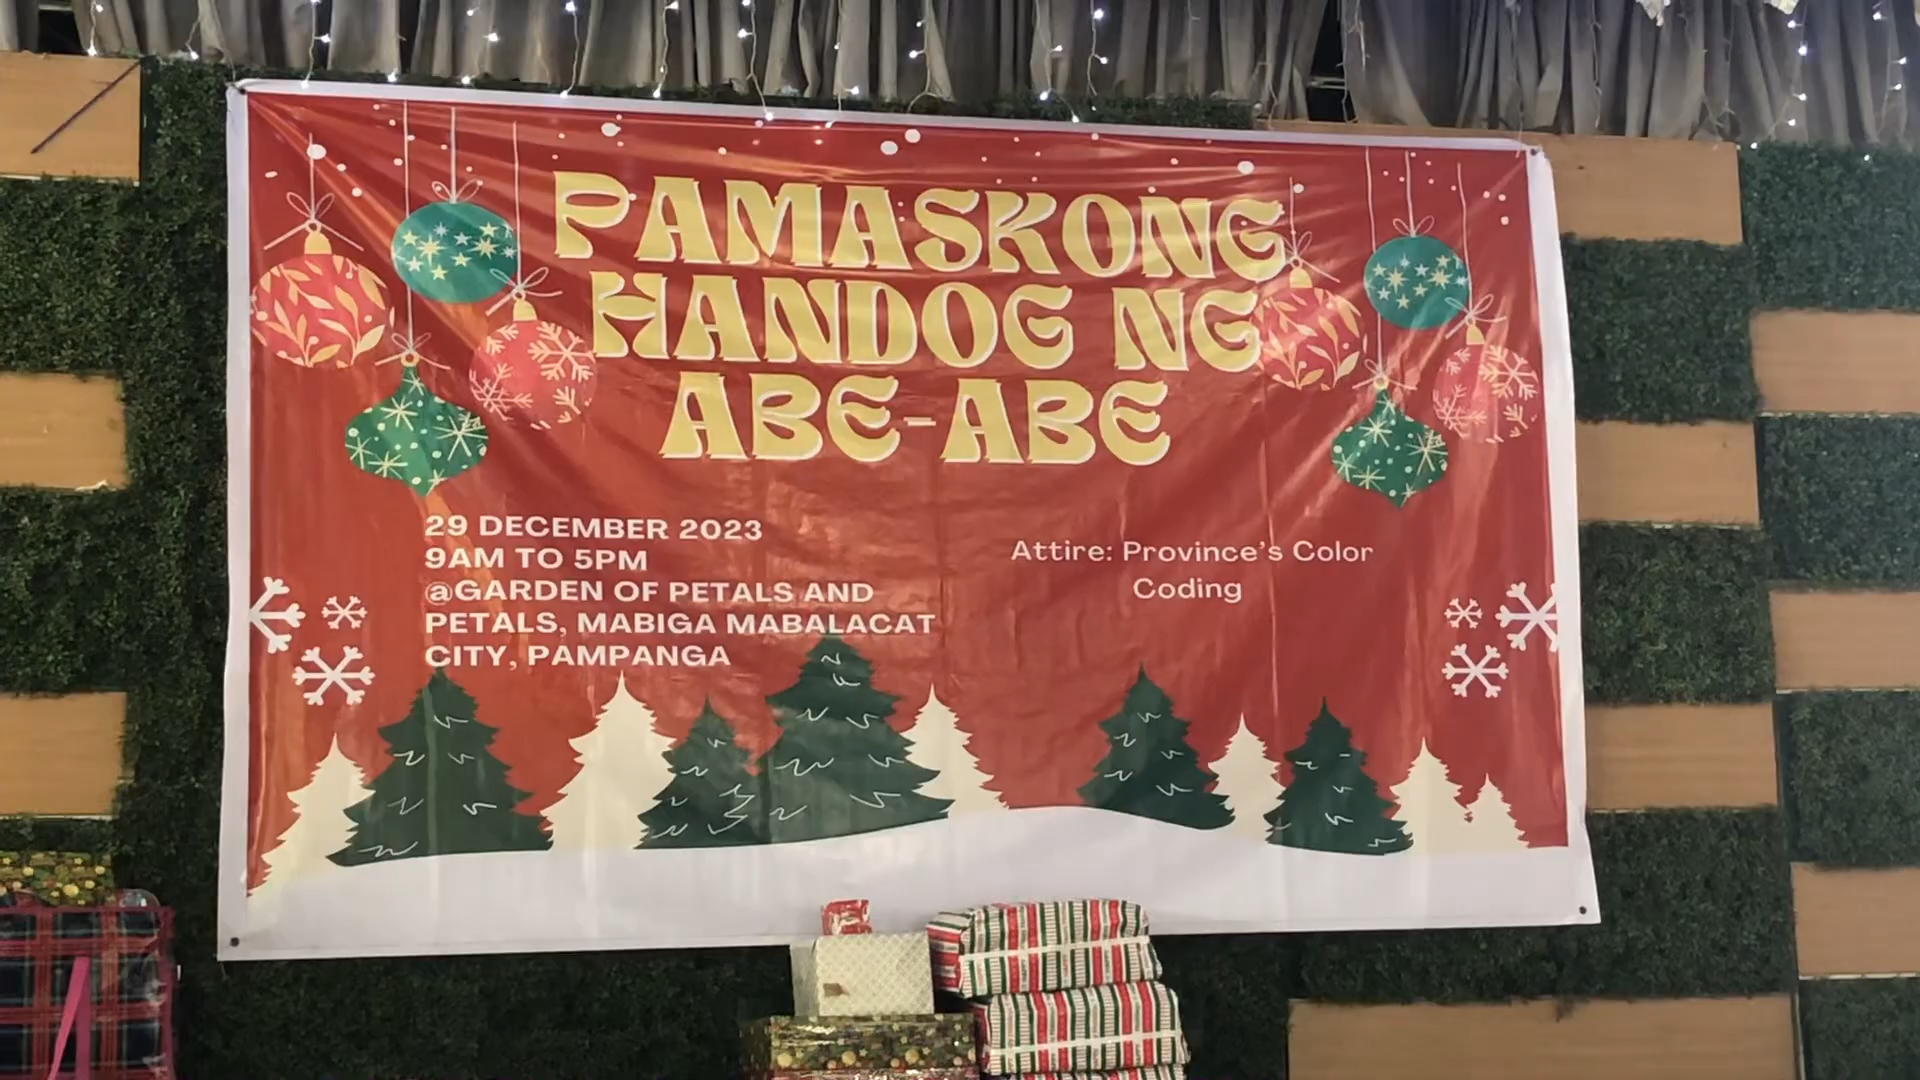 PAMASKONG
HANDOG NG
ABE-ABE
29 DECEMBER 2023
9AM TO 5PM
@GARDEN OF PETALS AND
PETALS, MABIGA MABALACAT
CITY, PAMPANGA
Attire: Province's Color
Coding